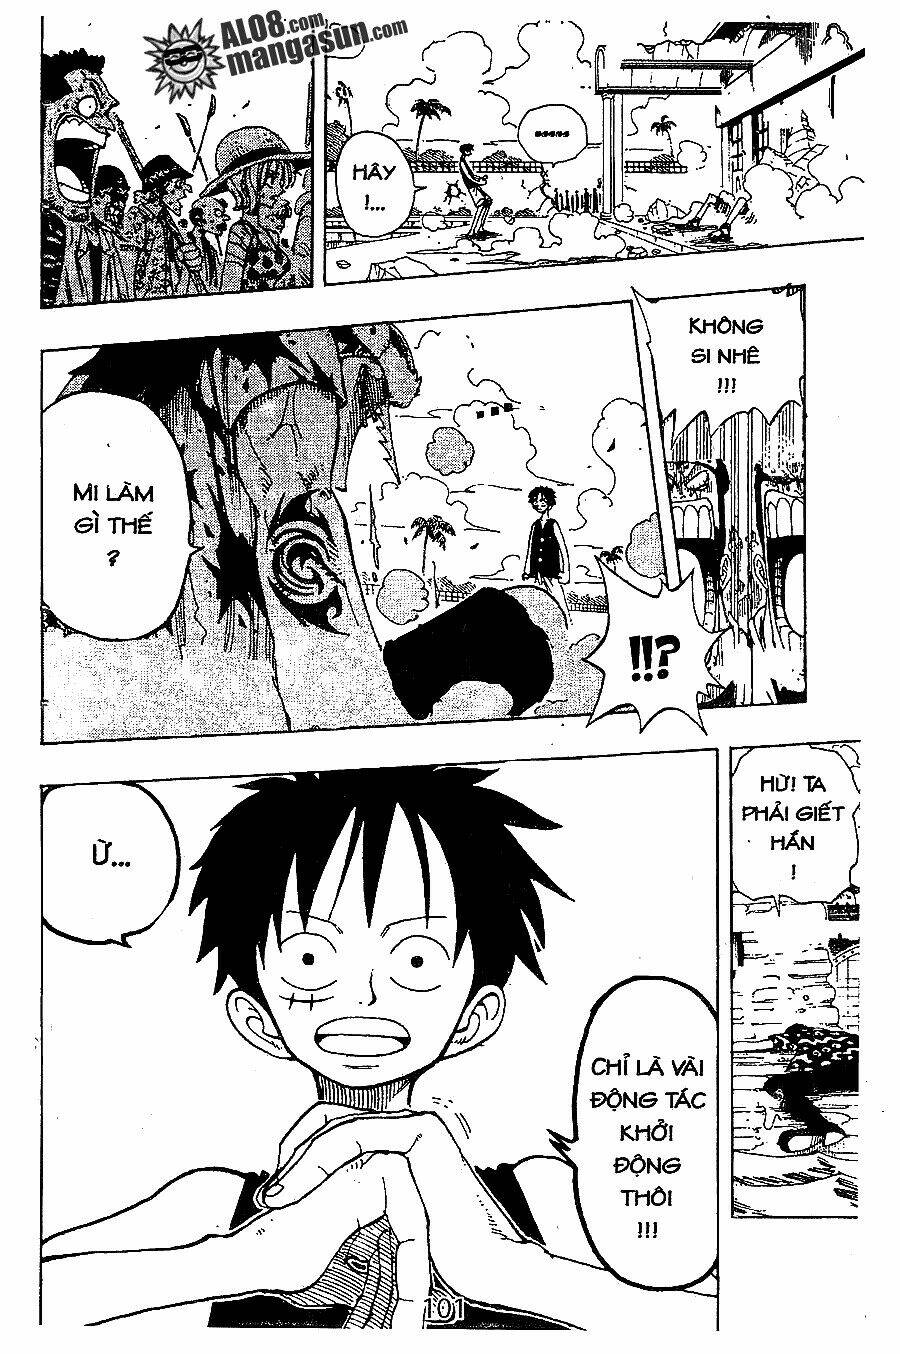 AL08.com,
mangasun.com
.....
HÂY
!...
KHÔNG
SI NHÊ
!!!
...
MI LÀM
GÌ THẾ
?
!!?
HỪ! TA
PHẢI GIẾT
HẮN
!
Ừ...
CHỈ LÀ VÀI
ĐỘNG TÁC
KHỞI
ĐỘNG
THÔI
!!!
101